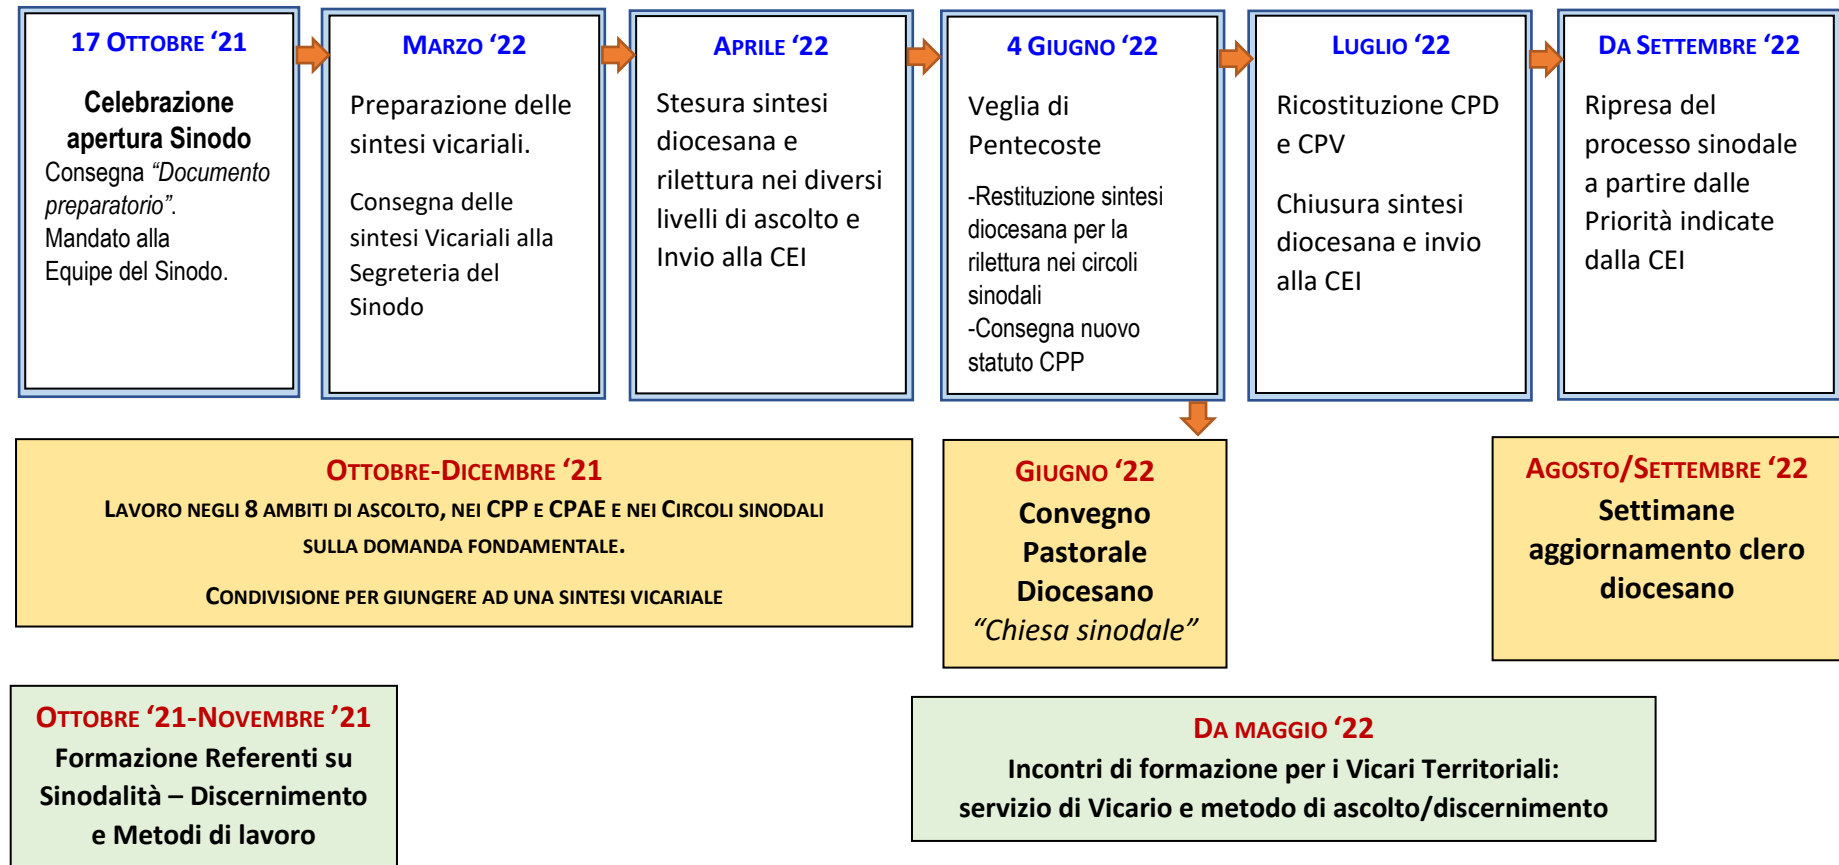 17 OTTOBRE ‘21
Celebrazione
apertura Sinodo
Consegna “Documento
preparatorio”.
Mandato alla
Equipe del Sinodo.
MARZO ‘22
Preparazione delle
sintesi vicariali.
Consegna delle
sintesi Vicariali alla
Segreteria del
Sinodo
APRILE ‘22
Stesura sintesi
diocesana e
rilettura nei diversi
livelli di ascolto e
Invio alla CEI
4 GIUGNO ‘22
Veglia di
Pentecoste
-Restituzione sintesi
diocesana per la
rilettura nei circoli
sinodali
-Consegna nuovo
statuto CPP
LUGLIO ‘22
Ricostituzione CPD
e CPV
Chiusura sintesi
diocesana e invio
alla CEI
DA SETTEMBRE ‘22
Ripresa del
processo sinodale
a partire dalle
Priorità indicate
dalla CEI
OTTOBRE-DICEMBRE ‘21
LAVORO NEGLI 8 AMBITI DI ASCOLTO, NEI CPP E CPAE E NEI CIRCOLI SINODALI
SULLA DOMANDA FONDAMENTALE.
CONDIVISIONE PER GIUNGERE AD UNA SINTESI VICARIALE
GIUGNO ‘22
Convegno
Pastorale
Diocesano
“Chiesa sinodale”
AGOSTO/SETTEMBRE ‘22
Settimane
aggiornamento clero
diocesano
OTTOBRE ‘21-NOVEMBRE ’21
Formazione Referenti su
Sinodalità – Discernimento
e Metodi di lavoro
DA MAGGIO ‘22
Incontri di formazione per i Vicari Territoriali:
servizio di Vicario e metodo di ascolto/discernimento